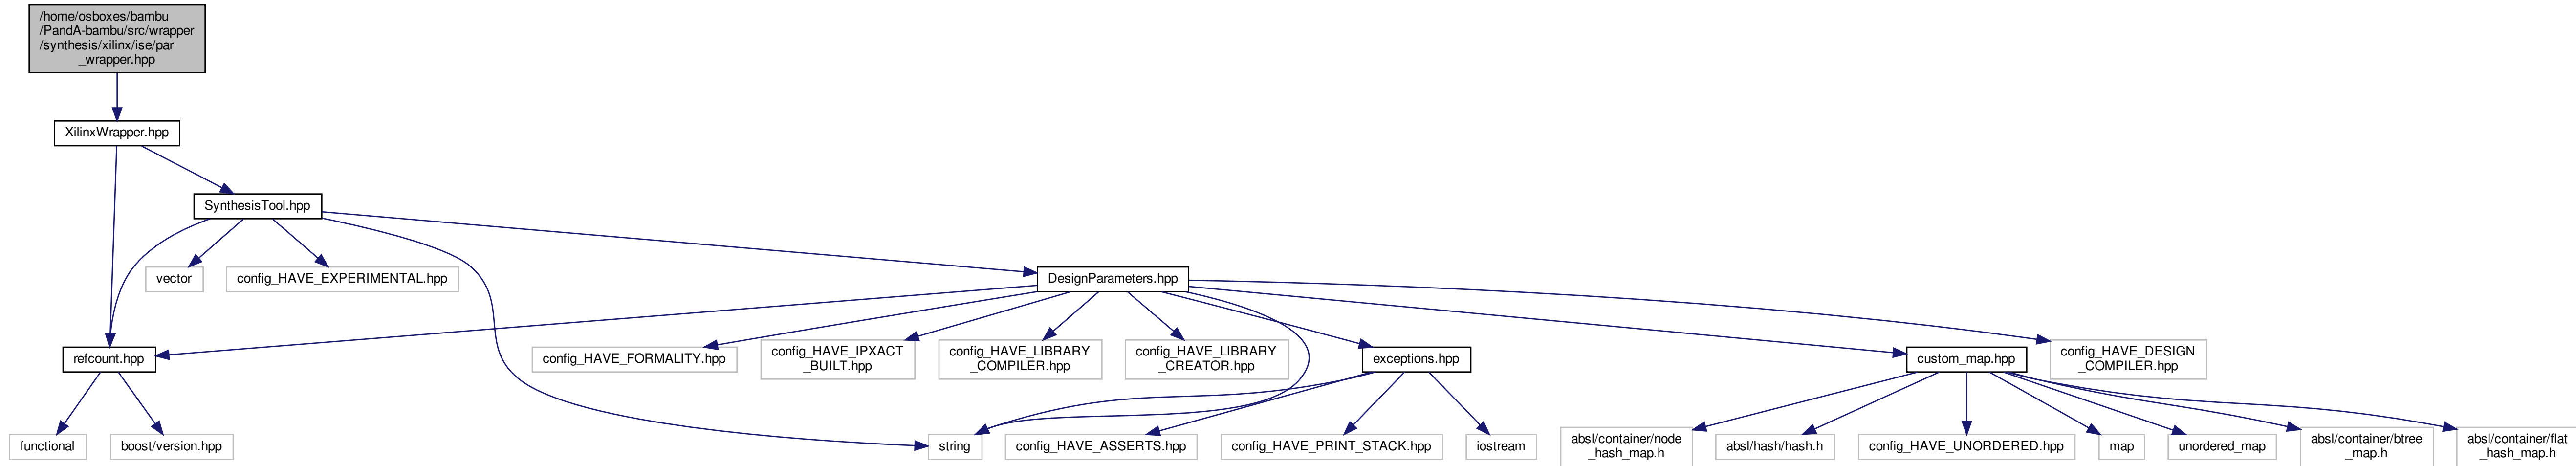 /home/osboxes/bambu
/PandA-bambu/src/wrapper
/synthesis/xilinx/ise/par
_wrapper.hpp
XilinxWrapper.hpp
SynthesisTool.hpp
vector
config_HAVE_EXPERIMENTAL.hpp
DesignParameters.hpp
refcount.hpp
config_HAVE_FORMALITY.hpp
config_HAVE_IPXACT
_BUILT.hpp
config_HAVE_LIBRARY
_COMPILER.hpp
config_HAVE_LIBRARY
_CREATOR.hpp
exceptions.hpp
custom_map.hpp
config_HAVE_DESIGN
_COMPILER.hpp
functional
boost/version.hpp
string
config_HAVE_ASSERTS.hpp
config_HAVE_PRINT_STACK.hpp
iostream
absl/container/node
_hash_map.h
absl/hash/hash.h
config_HAVE_UNORDERED.hpp
map
unordered_map
absl/container/btree
_map.h
absl/container/flat
_hash_map.h